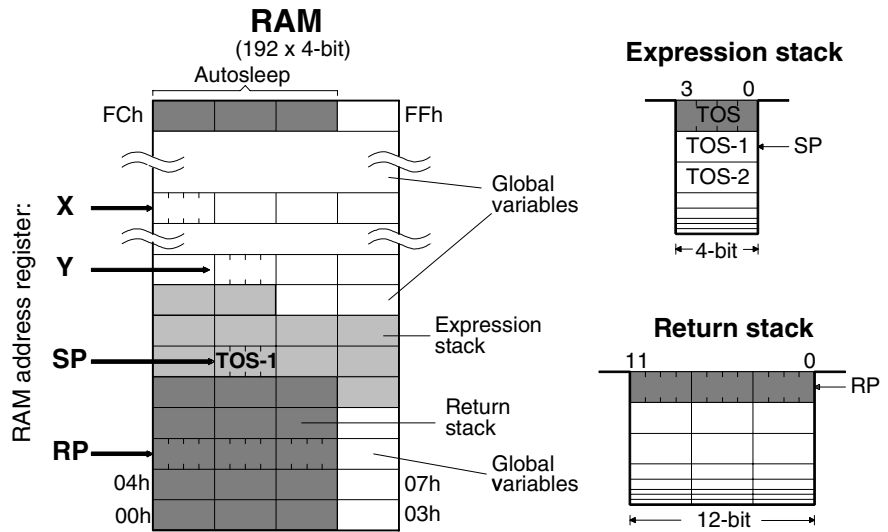 RAM
(192 x 4-bit)
Autosleep
FCh
FFh
RAM address register:
X
Y
SP
TOS-1
RP
04h
00h
07h
03h
Global
variables
Expression
stack
Return
stack
Global
variables
Expression stack
3 0
TOS
TOS-1
SP
TOS-2
4-bit
Return stack
11 0
RP
12-bit